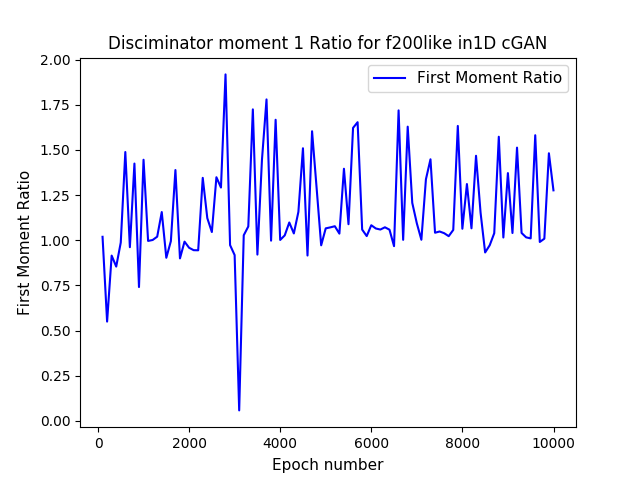 Disciminator moment 1 Ratio for f200like in1D cGAN
First Moment Ratio
First Moment Ratio
2.00
1.75
1.50
1.25
1.00
0.75
0.50
0.25
0.00
0 2000 4000 6000 8000 10000
Epoch number